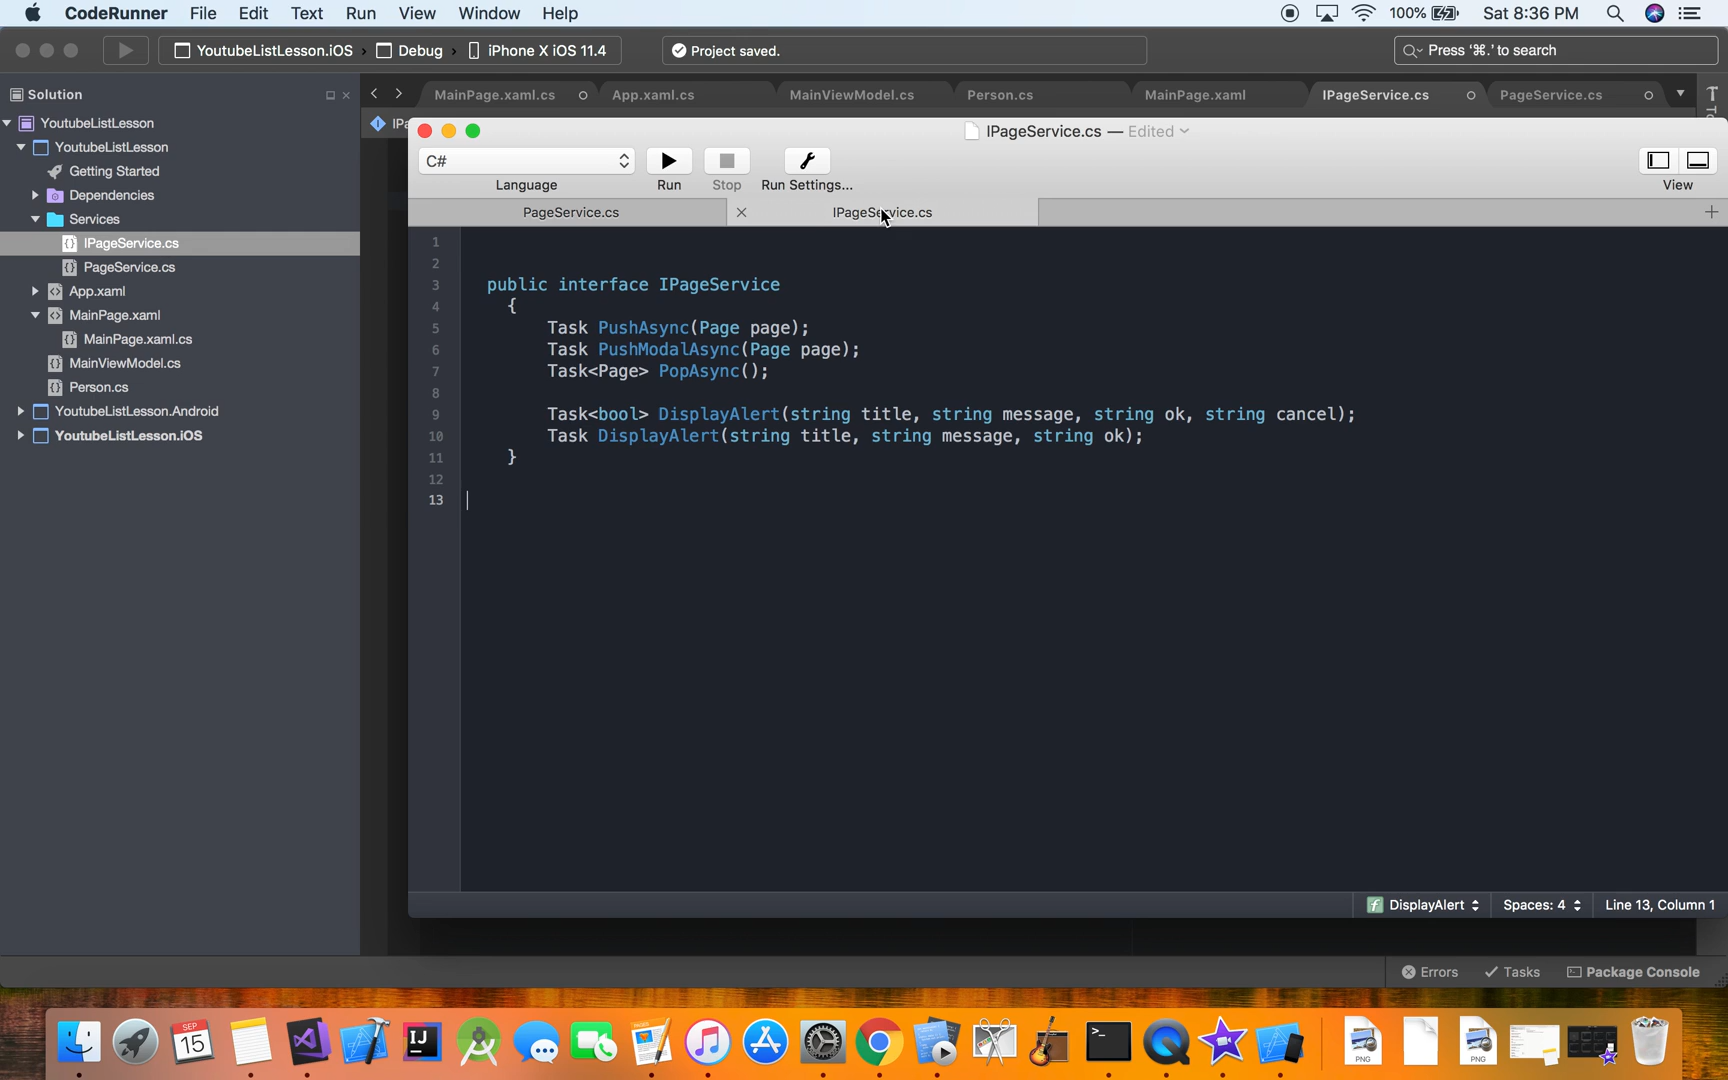 CodeRunner File Edit Text Run View Window Help 100% Sat 8:36 PM
YoutubeListLesson.iOS › Debug › iPhone X iOS 11.4 Project saved. Press '⌘.' to search
Solution
MainPage.xaml.cs App.xaml.cs MainViewModel.cs Person.cs MainPage.xaml IPageService.cs PageService.cs
YoutubeListLesson
YoutubeListLesson
Getting Started
Dependencies
Services
IPageService.cs
PageService.cs
App.xaml
MainPage.xaml
MainPage.xaml.cs
MainViewModel.cs
Person.cs
YoutubeListLesson.Android
YoutubeListLesson.iOS
IPageService.cs — Edited
C#
Language Run Stop Run Settings... View
PageService.cs IPageService.cs
1
2
3 public interface IPageService
4 {
5 Task PushAsync(Page page);
6 Task PushModalAsync(Page page);
7 Task<Page> PopAsync();
8
9 Task<bool> DisplayAlert(string title, string message, string ok, string cancel);
10 Task DisplayAlert(string title, string message, string ok);
11 }
12
13
DisplayAlert Spaces: 4 Line 13, Column 1
Errors Tasks Package Console
SEP
15
IJ
PNG PNG